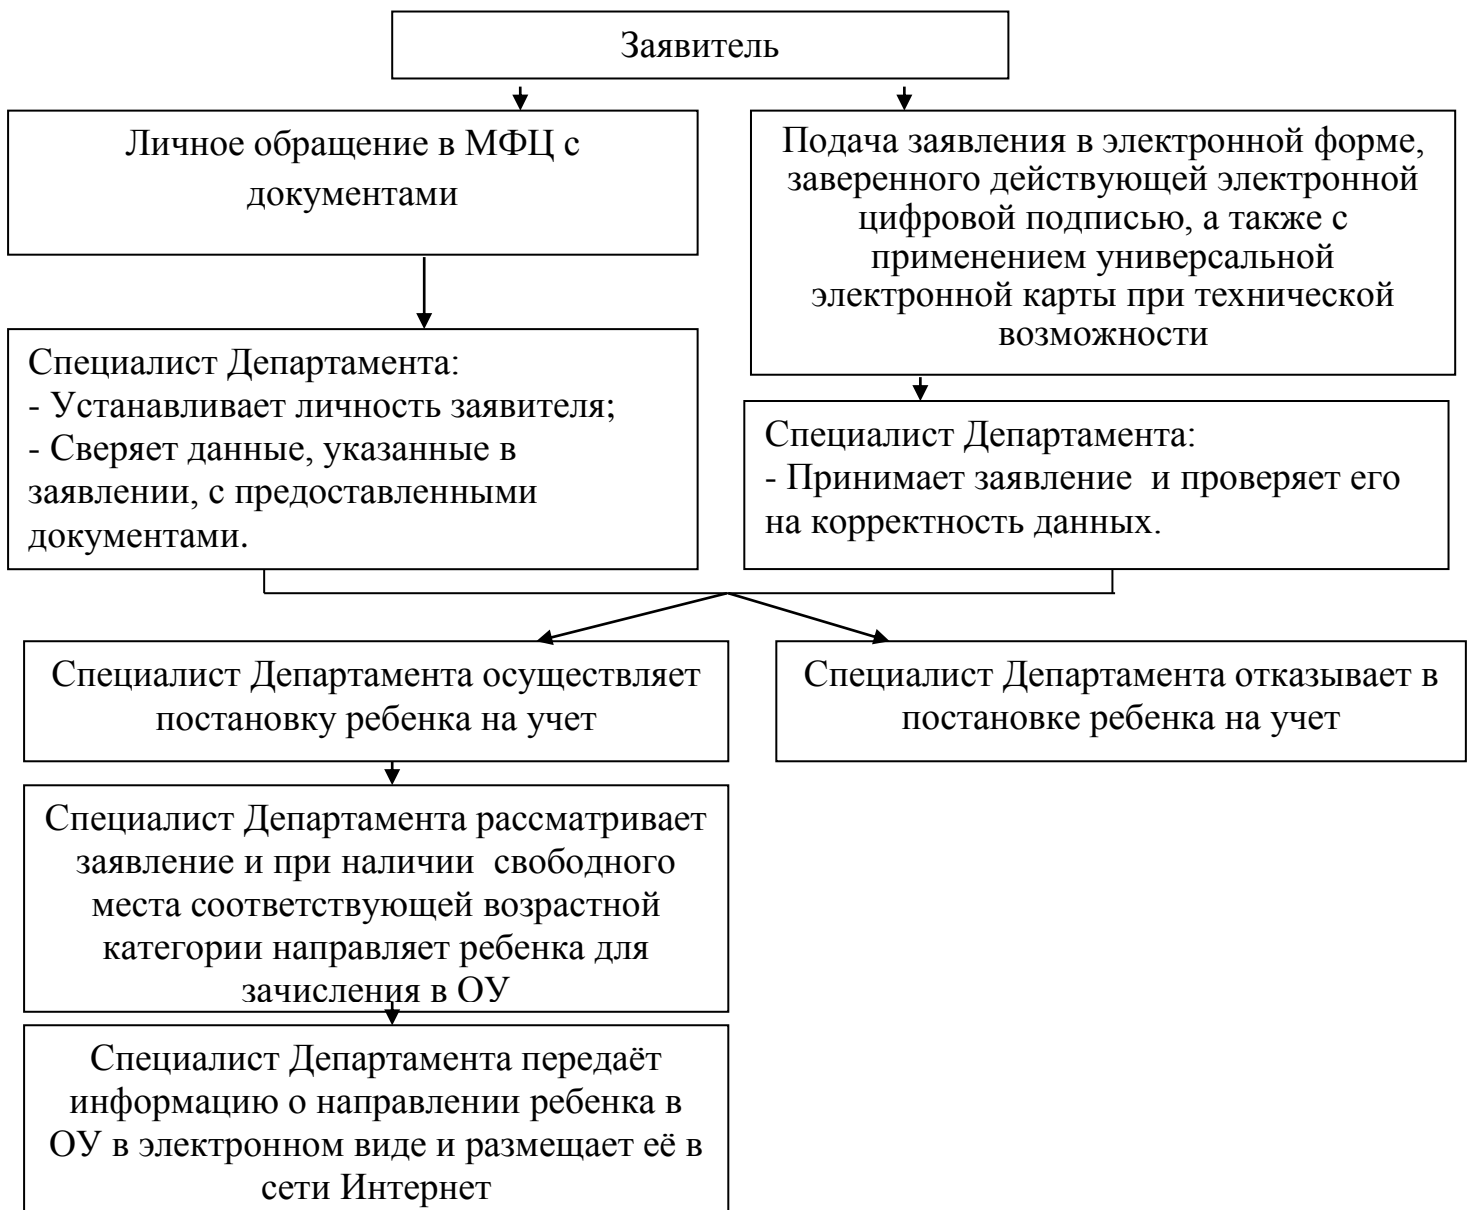 Заявитель
Личное обращение в МФЦ с
документами
Подача заявления в электронной форме,
заверенного действующей электронной
цифровой подписью, а также с
применением универсальной
электронной карты при технической
возможности
Специалист Департамента:
- Устанавливает личность заявителя;
- Сверяет данные, указанные в
заявлении, с предоставленными
документами.
Специалист Департамента:
- Принимает заявление  и проверяет его
на корректность данных.
Специалист Департамента осуществляет
постановку ребенка на учет
Специалист Департамента отказывает в
постановке ребенка на учет
Специалист Департамента рассматривает
заявление и при наличии  свободного
места соответствующей возрастной
категории направляет ребенка для
зачисления в ОУ
Специалист Департамента передаёт
информацию о направлении ребенка в
ОУ в электронном виде и размещает её в
сети Интернет